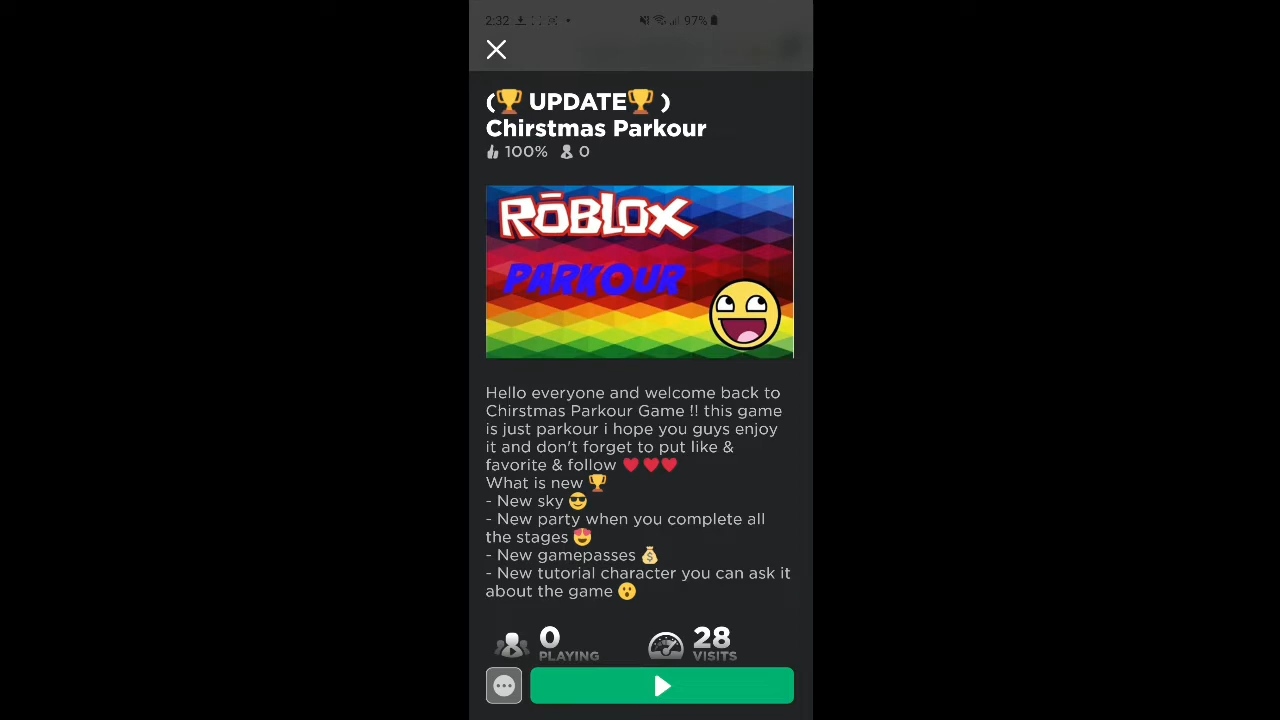 2:32 97%
(🏆 UPDATE🏆 )
Chirstmas Parkour
100% 0
RŌBLOX
PARKOUR
Hello everyone and welcome back to
Chirstmas Parkour Game !! this game
is just parkour i hope you guys enjoy
it and don't forget to put like &
favorite & follow ❤️❤️❤️
What is new 🏆
- New sky 😎
- New party when you complete all
the stages 😍
- New gamepasses 💰
- New tutorial character you can ask it
about the game 😮
0 28
PLAYING VISITS